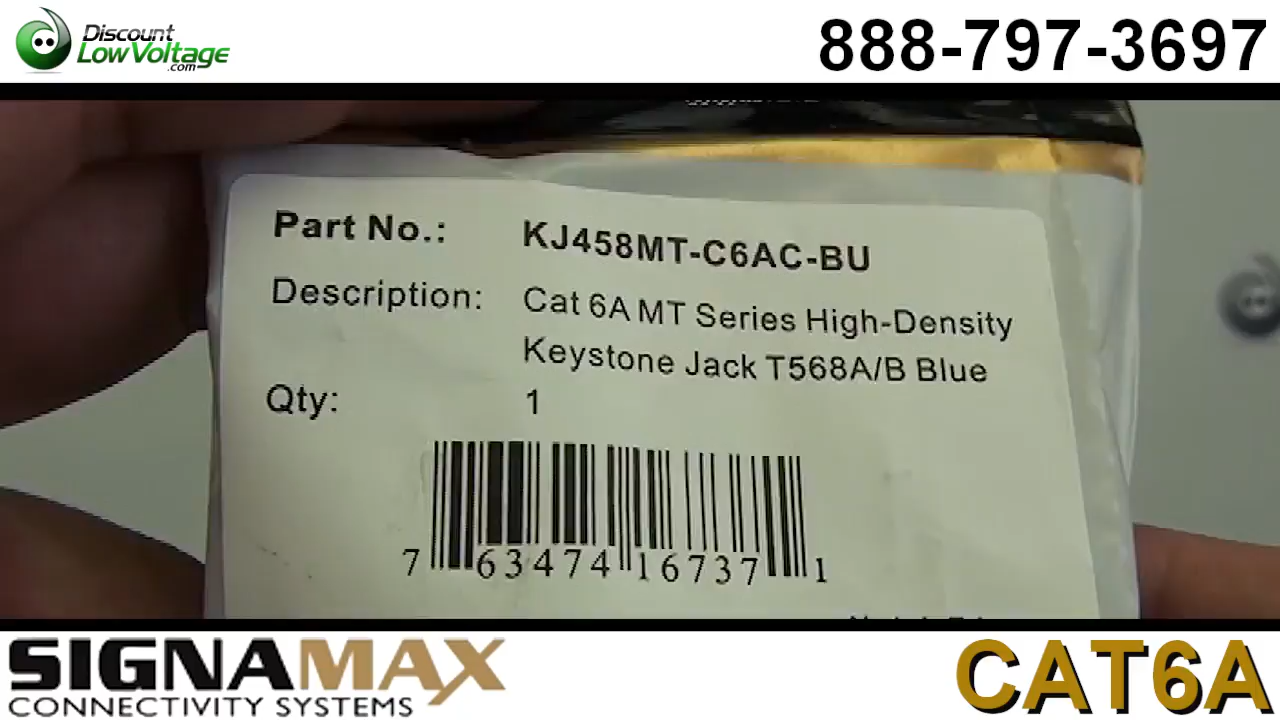 Discount
LowVoltage
.com
888-797-3697
Part No.: KJ458MT-C6AC-BU
Description: Cat 6A MT Series High-Density
Keystone Jack T568A/B Blue
Qty: 1
7 63474 16737 1
SIGNAMAX
CONNECTIVITY SYSTEMS
CAT6A